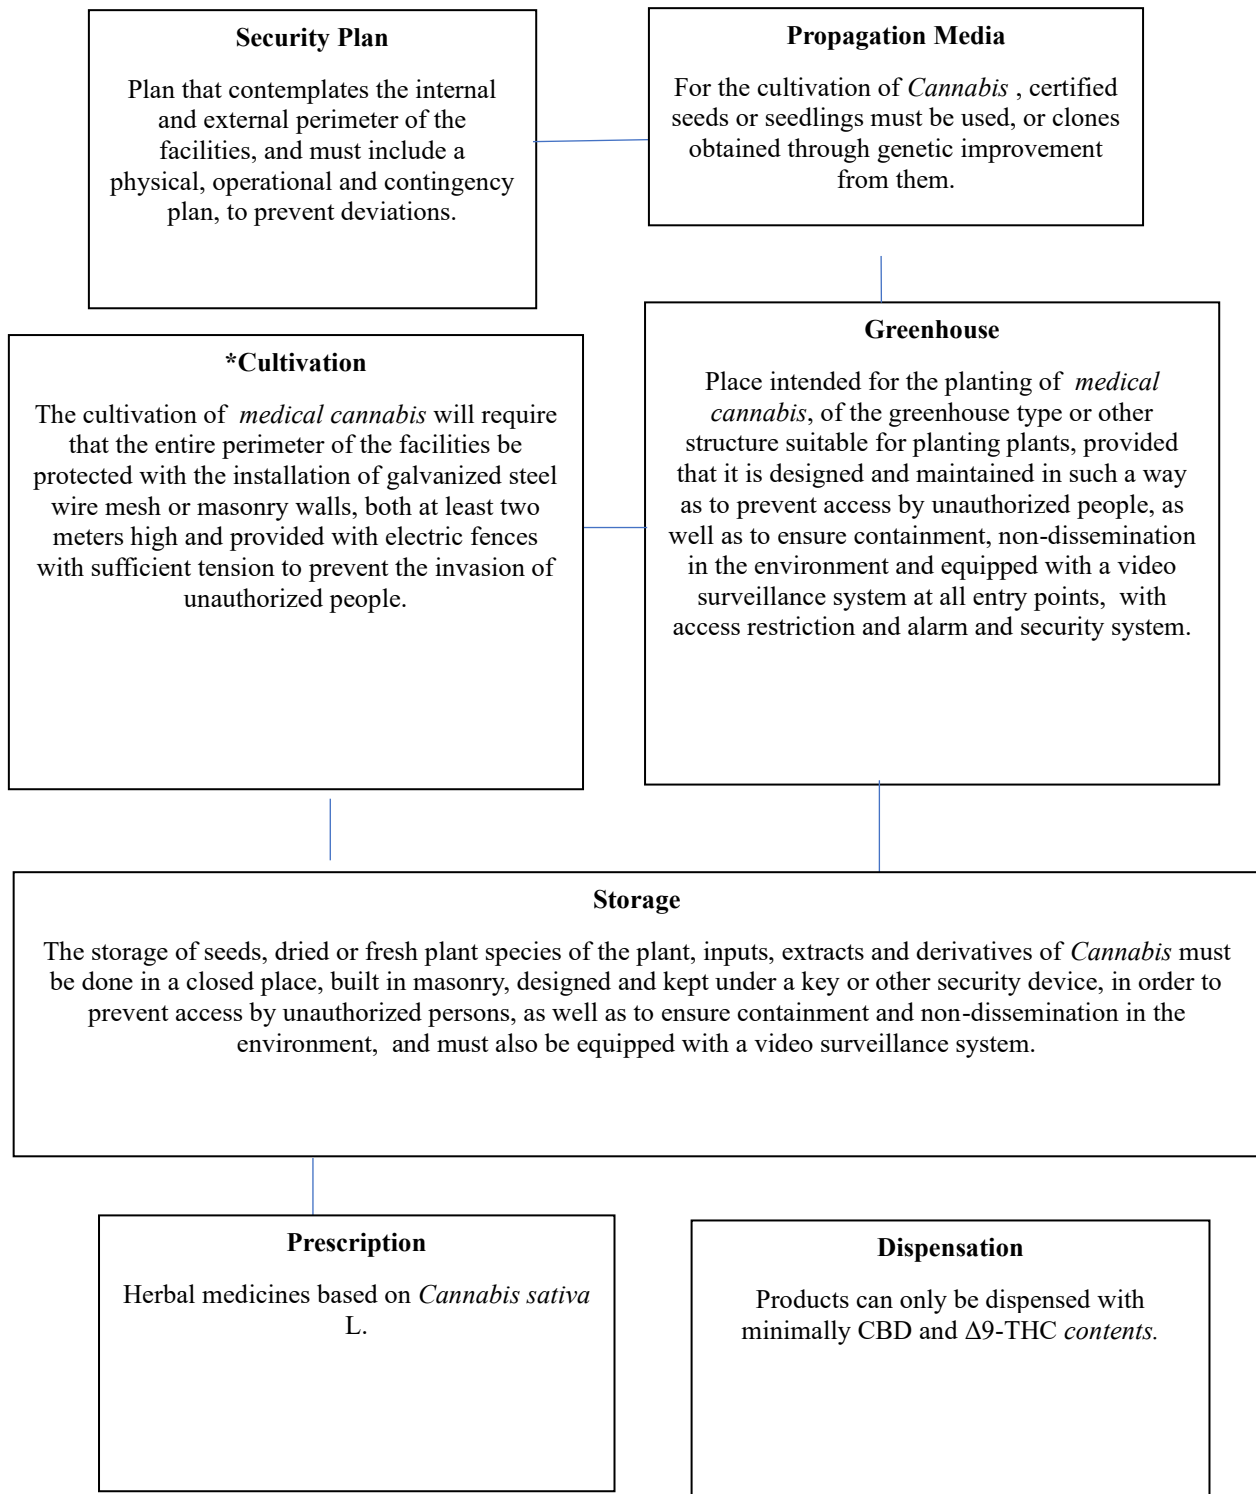 Security Plan
Plan that contemplates the internal
and external perimeter of the
facilities, and must include a
physical, operational and contingency
plan, to prevent deviations.
Propagation Media
For the cultivation of Cannabis , certified
seeds or seedlings must be used, or clones
obtained through genetic improvement
from them.
*Cultivation
The cultivation of medical cannabis will require
that the entire perimeter of the facilities be
protected with the installation of galvanized steel
wire mesh or masonry walls, both at least two
meters high and provided with electric fences
with sufficient tension to prevent the invasion of
unauthorized people.
Greenhouse
Place intended for the planting of medical
cannabis, of the greenhouse type or other
structure suitable for planting plants, provided
that it is designed and maintained in such a way
as to prevent access by unauthorized people, as
well as to ensure containment, non-dissemination
in the environment and equipped with a video
surveillance system at all entry points, with
access restriction and alarm and security system.
Storage
The storage of seeds, dried or fresh plant species of the plant, inputs, extracts and derivatives of Cannabis must
be done in a closed place, built in masonry, designed and kept under a key or other security device, in order to
prevent access by unauthorized persons, as well as to ensure containment and non-dissemination in the
environment, and must also be equipped with a video surveillance system.
Prescription
Herbal medicines based on Cannabis sativa
L.
Dispensation
Products can only be dispensed with
minimally CBD and Δ9-THC contents.